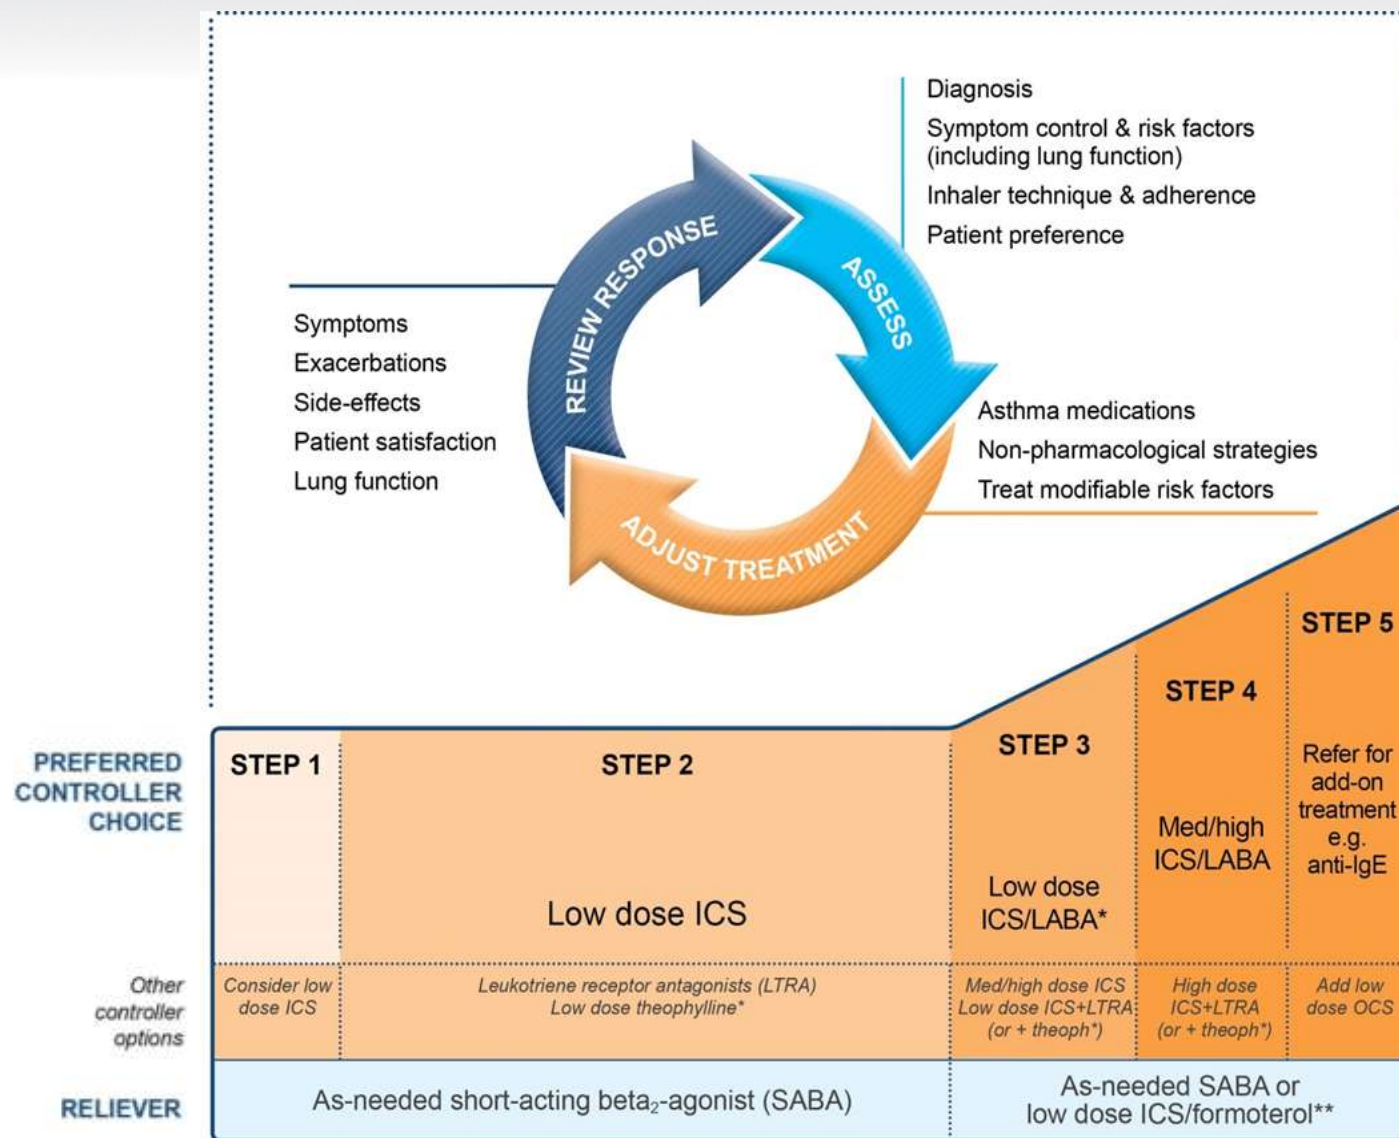 Diagnosis
Symptom control & risk factors
(including lung function)
Inhaler technique & adherence
Patient preference
REVIEW RESPONSE
ASSESS
ADJUST TREATMENT
Symptoms
Exacerbations
Side-effects
Patient satisfaction
Lung function
Asthma medications
Non-pharmacological strategies
Treat modifiable risk factors
PREFERRED
CONTROLLER
CHOICE
STEP 1
STEP 2
Low dose ICS
STEP 3
Low dose
ICS/LABA*
STEP 4
Med/high
ICS/LABA
STEP 5
Refer for
add-on
treatment
e.g.
anti-IgE
Other
controller
options
Consider low
dose ICS
Leukotriene receptor antagonists (LTRA)
Low dose theophylline*
Med/high dose ICS
Low dose ICS+LTRA
(or + theoph*)
High dose
ICS+LTRA
(or + theoph*)
Add low
dose OCS
RELIEVER
As-needed short-acting beta₂-agonist (SABA)
As-needed SABA or
low dose ICS/formoterol**